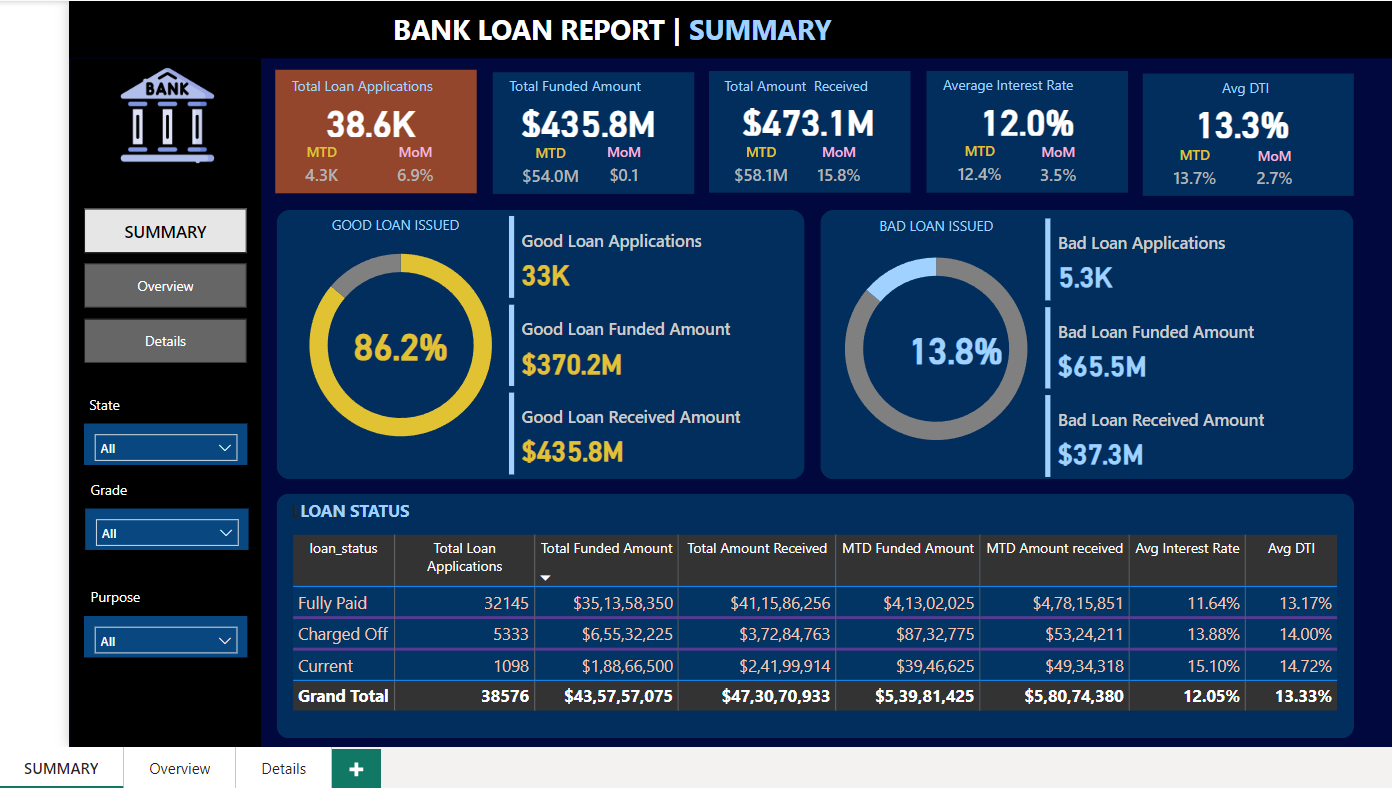 BANK LOAN REPORT | SUMMARY
BANK
Total Loan Applications
38.6K
MTD MoM
4.3K 6.9%
Total Funded Amount
$435.8M
MTD MoM
$54.0M $0.1
Total Amount Received
$473.1M
MTD MoM
$58.1M 15.8%
Average Interest Rate
12.0%
MTD MoM
12.4% 3.5%
Avg DTI
13.3%
MTD MoM
13.7% 2.7%
SUMMARY
Overview
Details
State
All
Grade
All
Purpose
All
GOOD LOAN ISSUED
86.2%
Good Loan Applications
33K
Good Loan Funded Amount
$370.2M
Good Loan Received Amount
$435.8M
BAD LOAN ISSUED
13.8%
Bad Loan Applications
5.3K
Bad Loan Funded Amount
$65.5M
Bad Loan Received Amount
$37.3M
LOAN STATUS
loan_status Total Loan Applications Total Funded Amount Total Amount Received MTD Funded Amount MTD Amount received Avg Interest Rate Avg DTI
Fully Paid 32145 $35,13,58,350 $41,15,86,256 $4,13,02,025 $4,78,15,851 11.64% 13.17%
Charged Off 5333 $6,55,32,225 $3,72,84,763 $87,32,775 $53,24,211 13.88% 14.00%
Current 1098 $1,88,66,500 $2,41,99,914 $39,46,625 $49,34,318 15.10% 14.72%
Grand Total 38576 $43,57,57,075 $47,30,70,933 $5,39,81,425 $5,80,74,380 12.05% 13.33%
SUMMARY Overview Details +